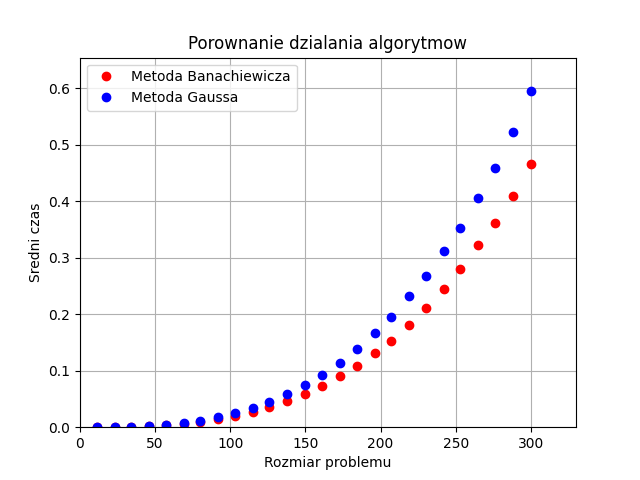 Porownanie dzialania algorytmow
Metoda Banachiewicza
Metoda Gaussa
Sredni czas
0.6
0.5
0.4
0.3
0.2
0.1
0.0
0 50 100 150 200 250 300
Rozmiar problemu